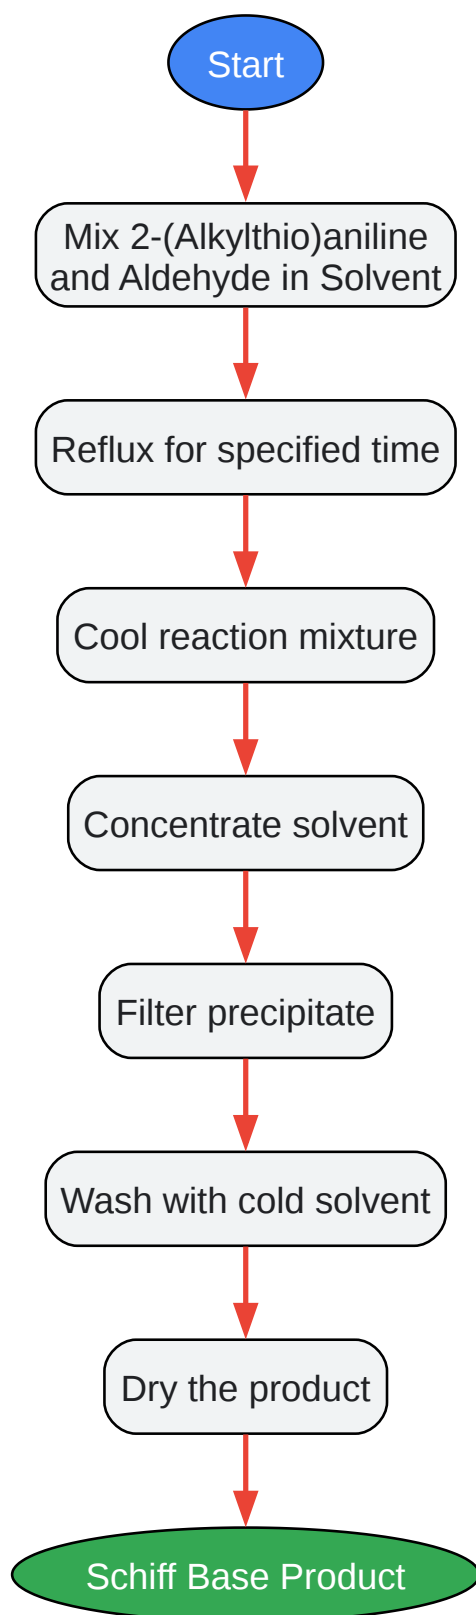 Start
Mix 2-(Alkylthio)aniline
and Aldehyde in Solvent
Reflux for specified time
Cool reaction mixture
Concentrate solvent
Filter precipitate
Wash with cold solvent
Dry the product
Schiff Base Product